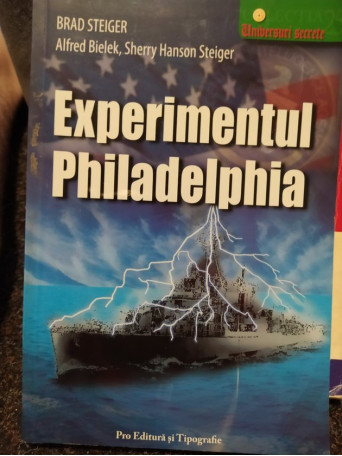 BRAD STEIGER
Alfred Bielek, Sherry Hanson Steiger
Universuri secrete
Experimentul
Philadelphia
Pro Editură și Tipografie